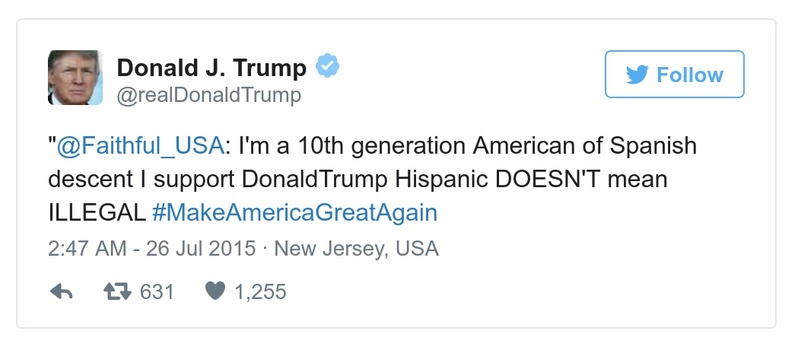 Donald J. Trump
@realDonaldTrump
Follow
"@Faithful_USA: I'm a 10th generation American of Spanish
descent I support DonaldTrump Hispanic DOESN'T mean
ILLEGAL #MakeAmericaGreatAgain
2:47 AM - 26 Jul 2015 · New Jersey, USA
631 1,255